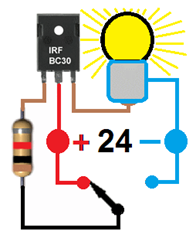 IRF
BC30
+ 24 −